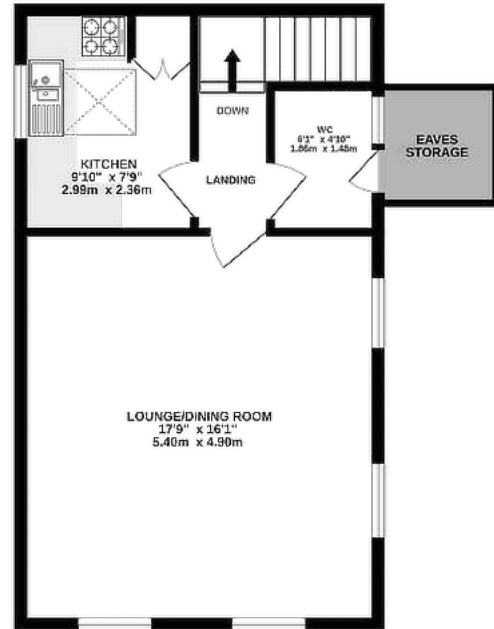 DOWN
WC
6'1" x 4'10"
1.86m x 1.48m
EAVES
STORAGE
KITCHEN
9'10" x 7'9"
2.99m x 2.36m
LANDING
LOUNGE/DINING ROOM
17'9" x 16'1"
5.40m x 4.90m